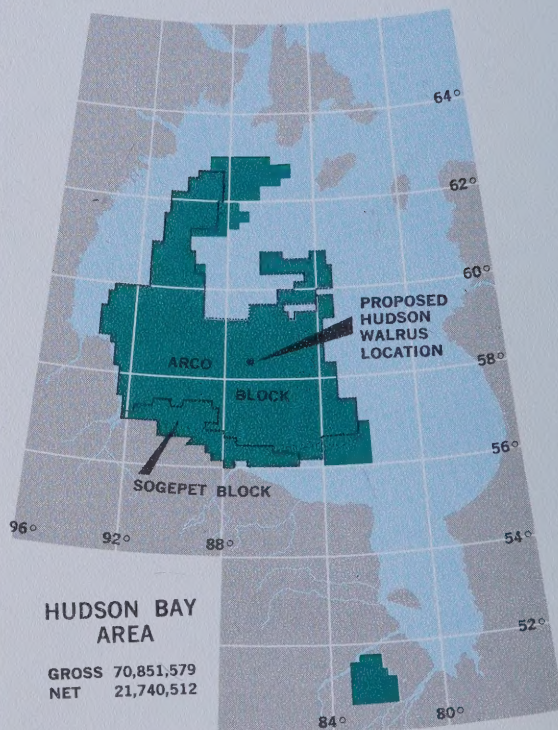 64°
62°
60°
PROPOSED
HUDSON
WALRUS
LOCATION
58°
ARCO
BLOCK
56°
SOGEPET BLOCK
96°
92°
88°
54°
HUDSON BAY
AREA
52°
GROSS 70,851,579
NET 21,740,512
84°
80°